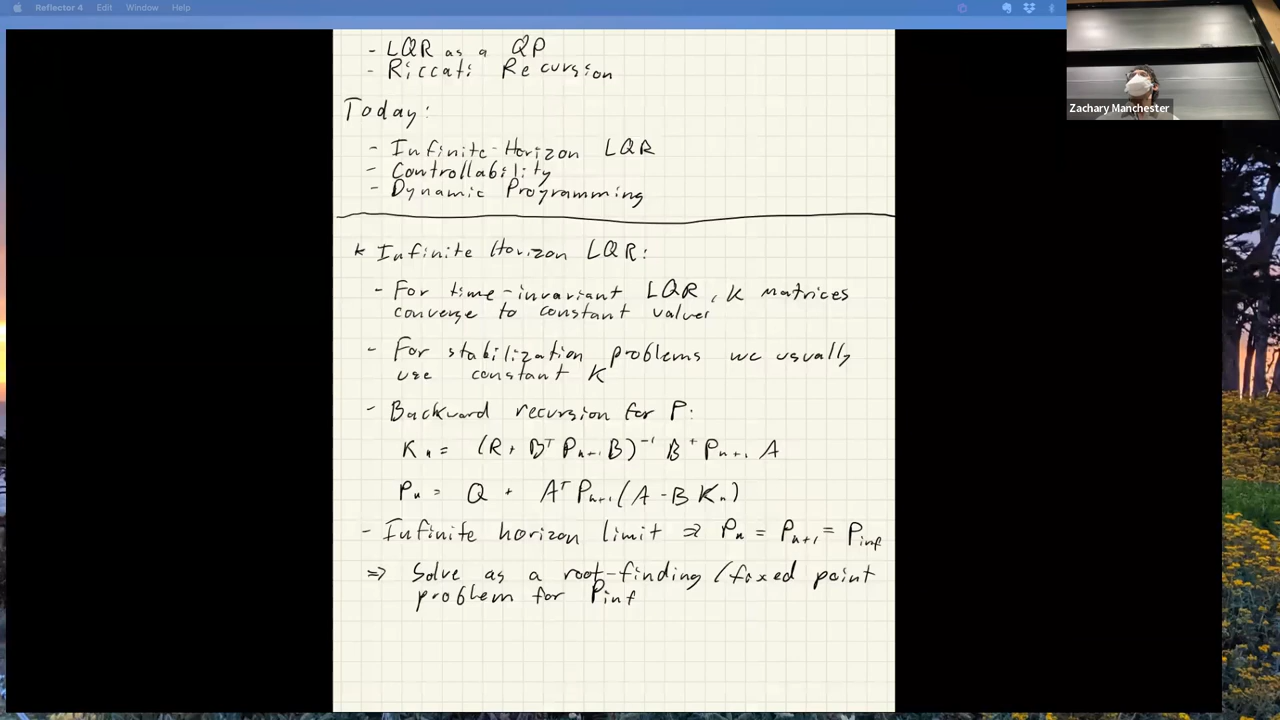 Reflector 4 Edit Window Help
Zachary Manchester
- LQR as a QP
- Riccati Recursion
Today:
- Infinite-Horizon LQR
- Controllability
- Dynamic Programming
* Infinite Horizon LQR:
- For time-invariant LQR, K matrices
converge to constant values
- For stabilization problems we usually
use constant K
- Backward recursion for P:
Kₙ = (R + Bᵀ Pₙ₊₁ B)⁻¹ Bᵀ Pₙ₊₁ A
Pₙ = Q + Aᵀ Pₙ₊₁ (A - B Kₙ)
- Infinite horizon limit ⇒ Pₙ = Pₙ₊₁ = P_inf
⇒ Solve as a root-finding / foxed point
problem for P_inf